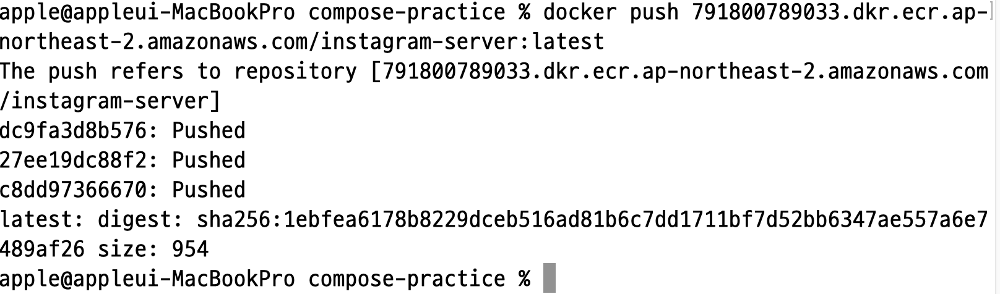 apple@appleui-MacBookPro compose-practice % docker push 791800789033.dkr.ecr.ap-
northeast-2.amazonaws.com/instagram-server:latest
The push refers to repository [791800789033.dkr.ecr.ap-northeast-2.amazonaws.com
/instagram-server]
dc9fa3d8b576: Pushed
27ee19dc88f2: Pushed
c8dd97366670: Pushed
latest: digest: sha256:1ebfea6178b8229dceb516ad81b6c7dd1711bf7d52bb6347ae557a6e7
489af26 size: 954
apple@appleui-MacBookPro compose-practice %